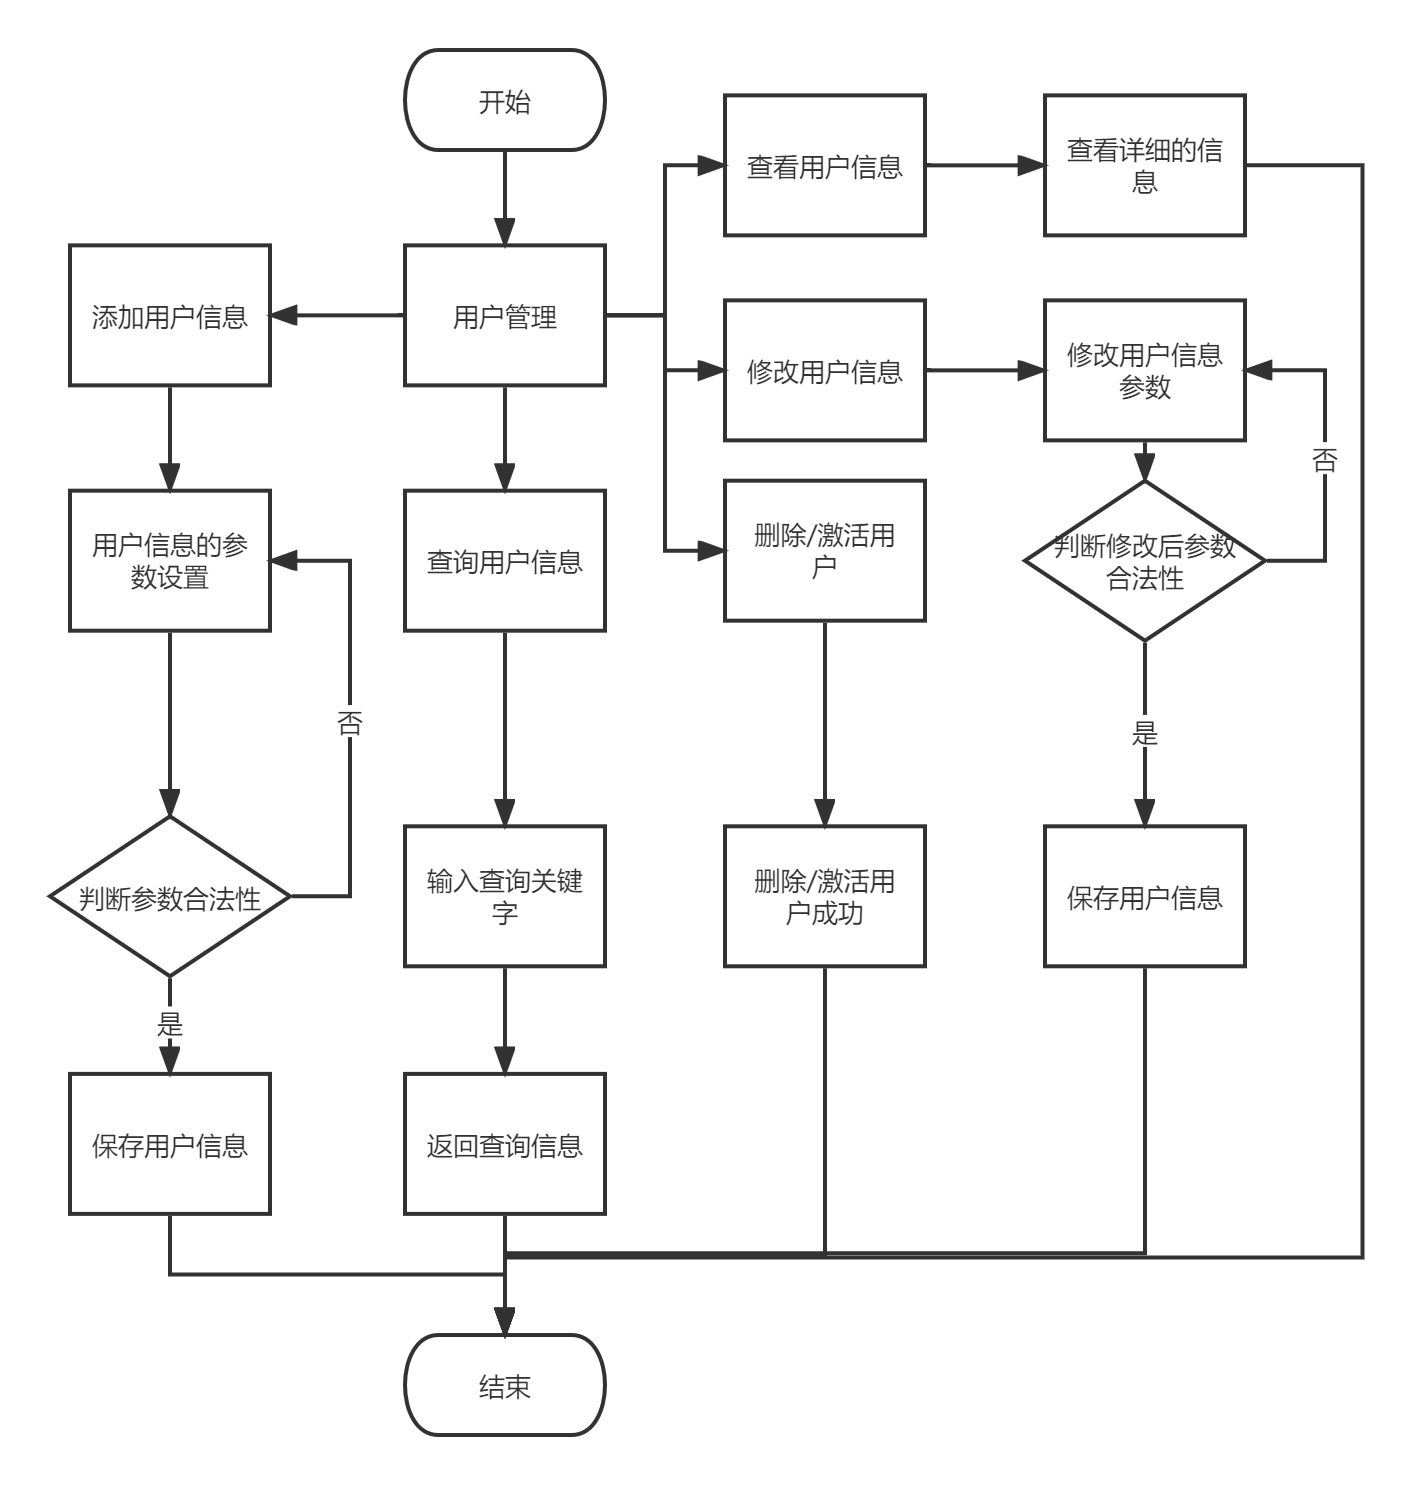 开始
查看用户信息
查看详细的信
息
添加用户信息
用户管理
修改用户信息
修改用户信息
参数
否
用户信息的参
数设置
查询用户信息
删除/激活用
户
判断修改后参数
合法性
否
是
判断参数合法性
输入查询关键
字
删除/激活用
户成功
保存用户信息
是
保存用户信息
返回查询信息
结束